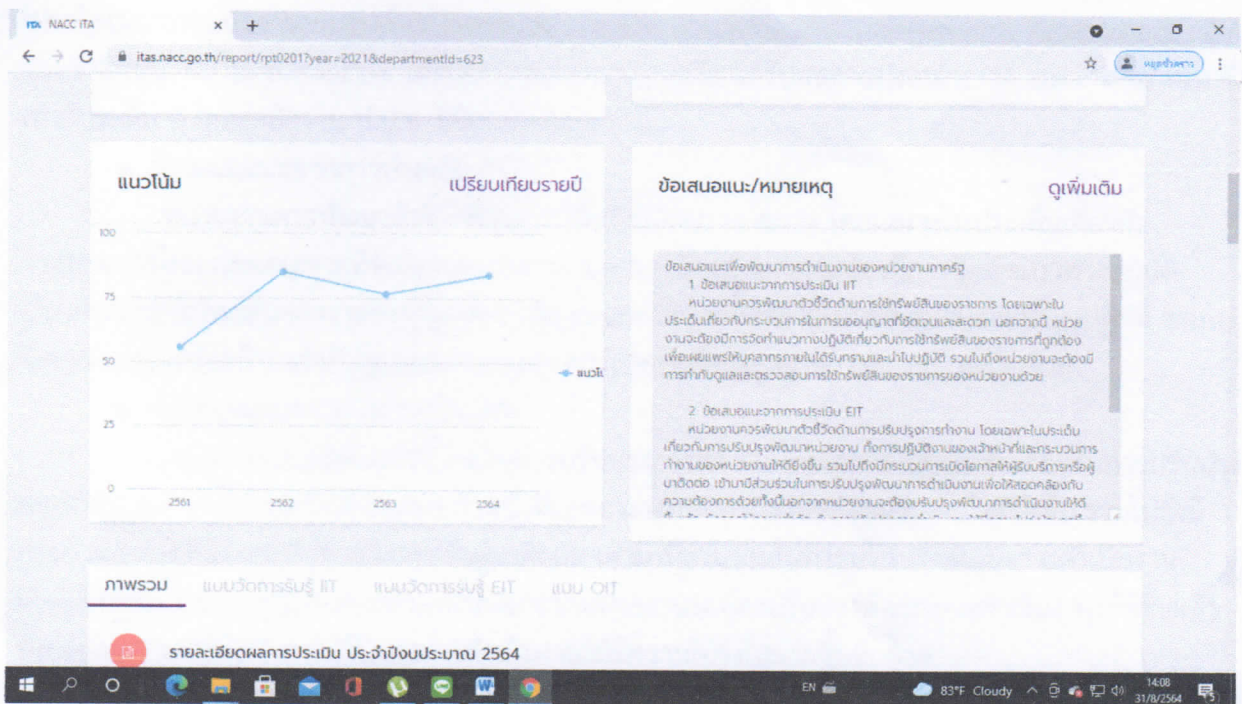 ITA NACC ITA
itas.nacc.go.th/report/rpt0201?year=2021&departmentId=623
หยุดชั่วคราว
แนวโน้ม
เปรียบเทียบรายปี
100
75
50
25
0
2561
2562
2563
2564
แนวโ
ข้อเสนอแนะ/หมายเหตุ
ดูเพิ่มเติม
ข้อเสนอแนะเพื่อพัฒนาการดำเนินงานของหน่วยงานภาครัฐ
1 ข้อเสนอแนะจากการประเมิน IIT
หน่วยงานควรพัฒนาตัวชี้วัดด้านการใช้ทรัพย์สินของราชการ โดยเฉพาะใน
ประเด็นเกี่ยวกับกระบวนการในการขออนุญาตที่ชัดเจนและสะดวก นอกจากนี้ หน่วย
งานจะต้องมีการจัดทำแนวทางปฏิบัติเกี่ยวกับการใช้ทรัพย์สินของราชการที่ถูกต้อง
เพื่อเผยแพร่ให้บุคลากรภายในได้รับทราบและนำไปปฏิบัติ รวมไปถึงหน่วยงานจะต้องมี
การกำกับดูแลและตรวจสอบการใช้ทรัพย์สินของราชการของหน่วยงานด้วย
2 ข้อเสนอแนะจากการประเมิน EIT
หน่วยงานควรพัฒนาตัวชี้วัดด้านการปรับปรุงการทำงาน โดยเฉพาะในประเด็น
เกี่ยวกับการปรับปรุงพัฒนาหน่วยงาน ทั้งการปฏิบัติงานของเจ้าหน้าที่และกระบวนการ
ทำงานของหน่วยงานให้ดียิ่งขึ้น รวมไปถึงมีกระบวนการเปิดโอกาสให้ผู้รับบริการหรือผู้
มาติดต่อ เข้ามามีส่วนร่วมในการปรับปรุงพัฒนาการดำเนินงานเพื่อให้สอดคล้องกับ
ความต้องการด้วยทั้งนี้นอกจากหน่วยงานจะต้องปรับปรุงพัฒนาการดำเนินงานให้ดี
ภาพรวม
แบบวัดการรับรู้ IIT
แบบวัดการรับรู้ EIT
แบบ OIT
รายละเอียดผลการประเมิน ประจำปีงบประมาณ 2564
EN
83°F Cloudy
14:08
31/8/2564